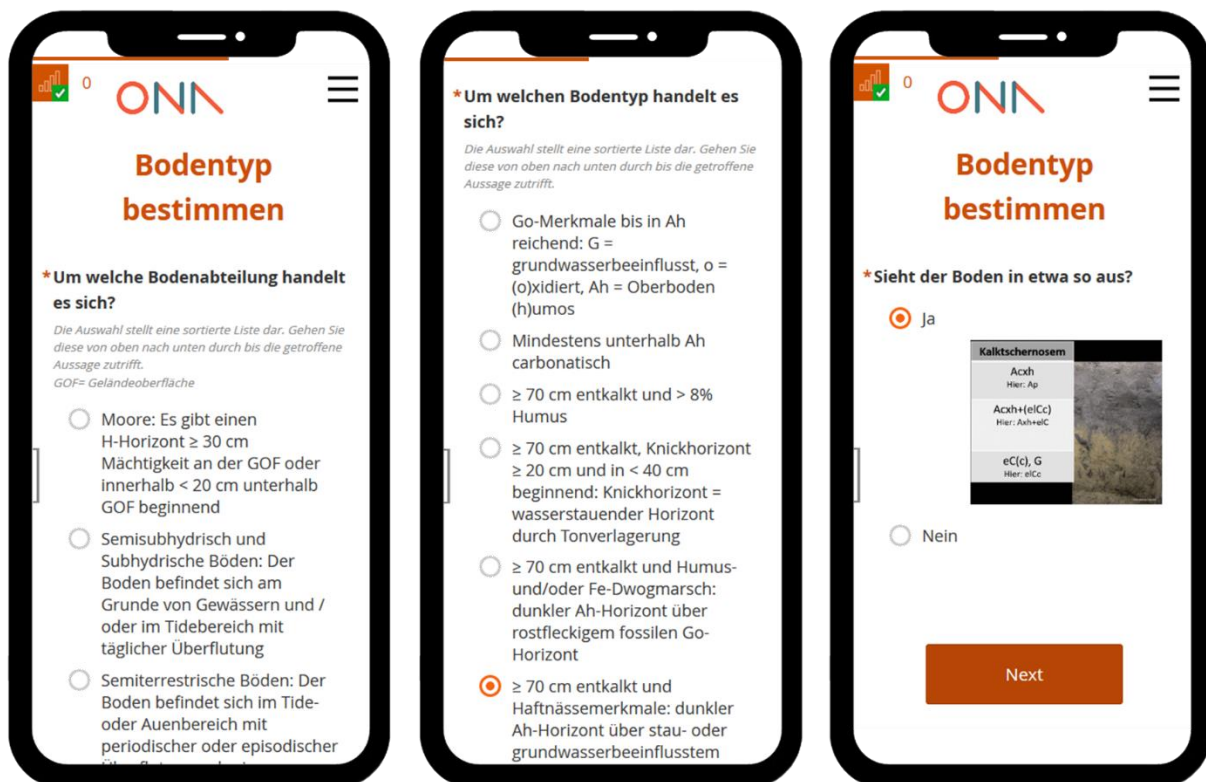 0
ONA
Bodentyp
bestimmen
*Um welche Bodenabteilung handelt
es sich?
Die Auswahl stellt eine sortierte Liste dar. Gehen Sie
diese von oben nach unten durch bis die getroffene
Aussage zutrifft.
GOF= Geländeoberfläche
Moore: Es gibt einen
H-Horizont ≥ 30 cm
Mächtigkeit an der GOF oder
innerhalb < 20 cm unterhalb
GOF beginnend
Semisubhydrisch und
Subhydrische Böden: Der
Boden befindet sich am
Grunde von Gewässern und /
oder im Tidebereich mit
täglicher Überflutung
Semiterrestrische Böden: Der
Boden befindet sich im Tide-
oder Auenbereich mit
periodischer oder episodischer
*Um welchen Bodentyp handelt es
sich?
Die Auswahl stellt eine sortierte Liste dar. Gehen Sie
diese von oben nach unten durch bis die getroffene
Aussage zutrifft.
Go-Merkmale bis in Ah
reichend: G =
grundwasserbeeinflusst, o =
(o)xidiert, Ah = Oberboden
(h)umos
Mindestens unterhalb Ah
carbonatisch
≥ 70 cm entkalkt und > 8%
Humus
≥ 70 cm entkalkt, Knickhorizont
≥ 20 cm und in < 40 cm
beginnend: Knickhorizont =
wasserstauender Horizont
durch Tonverlagerung
≥ 70 cm entkalkt und Humus-
und/oder Fe-Dwogmarsch:
dunkler Ah-Horizont über
rostfleckigem fossilen Go-
Horizont
≥ 70 cm entkalkt und
Haftnässemerkmale: dunkler
Ah-Horizont über stau- oder
grundwasserbeeinflusstem
0
ONA
Bodentyp
bestimmen
*Sieht der Boden in etwa so aus?
Ja
Kalktschernosem
Acxh
Hier: Ap
Acxh+(elCc)
Hier: Axh+elC
eC(c), G
Hier: elCc
Nein
Next